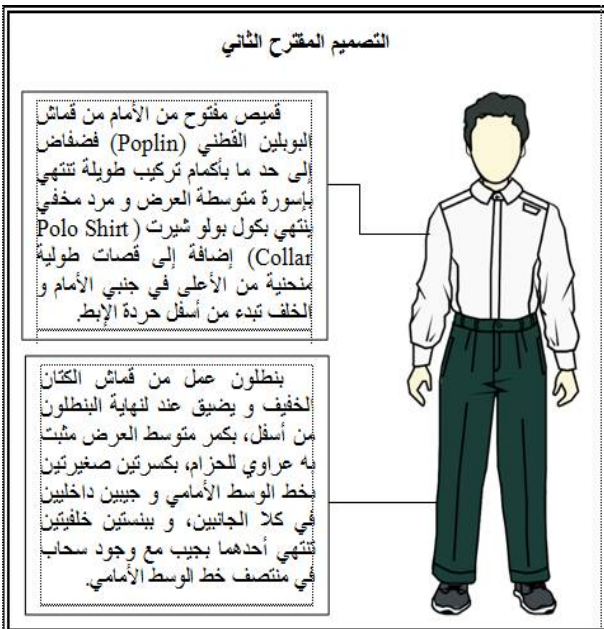 التصميم المقترح الثاني
قميص مفتوح من الأمام من قماش
البوبلين القطني (Poplin) فضفاض
إلى حد ما بأكمام تركيب طويلة تنتهي
بإسورة متوسطة العرض و مرد مخفي
ينتهي بكول بولو شيرت (Polo Shirt
Collar) إضافة إلى قصات طولية
منحنية من الأعلى في جنبي الأمام و
الخلف تبدء من أسفل حردة الإبط.
بنطلون عمل من قماش الكتان
الخفيف و يضيق عند لنهاية البنطلون
من أسفل، بكمر متوسط العرض مثبت
به عراوي للحزام، بكسرتين صغيرتين
بخط الوسط الأمامي و جيبين داخليين
في كلا الجانبين، و ببنستين خلفيتين
تنتهي أحدهما بجيب مع وجود سحاب
في منتصف خط الوسط الأمامي.